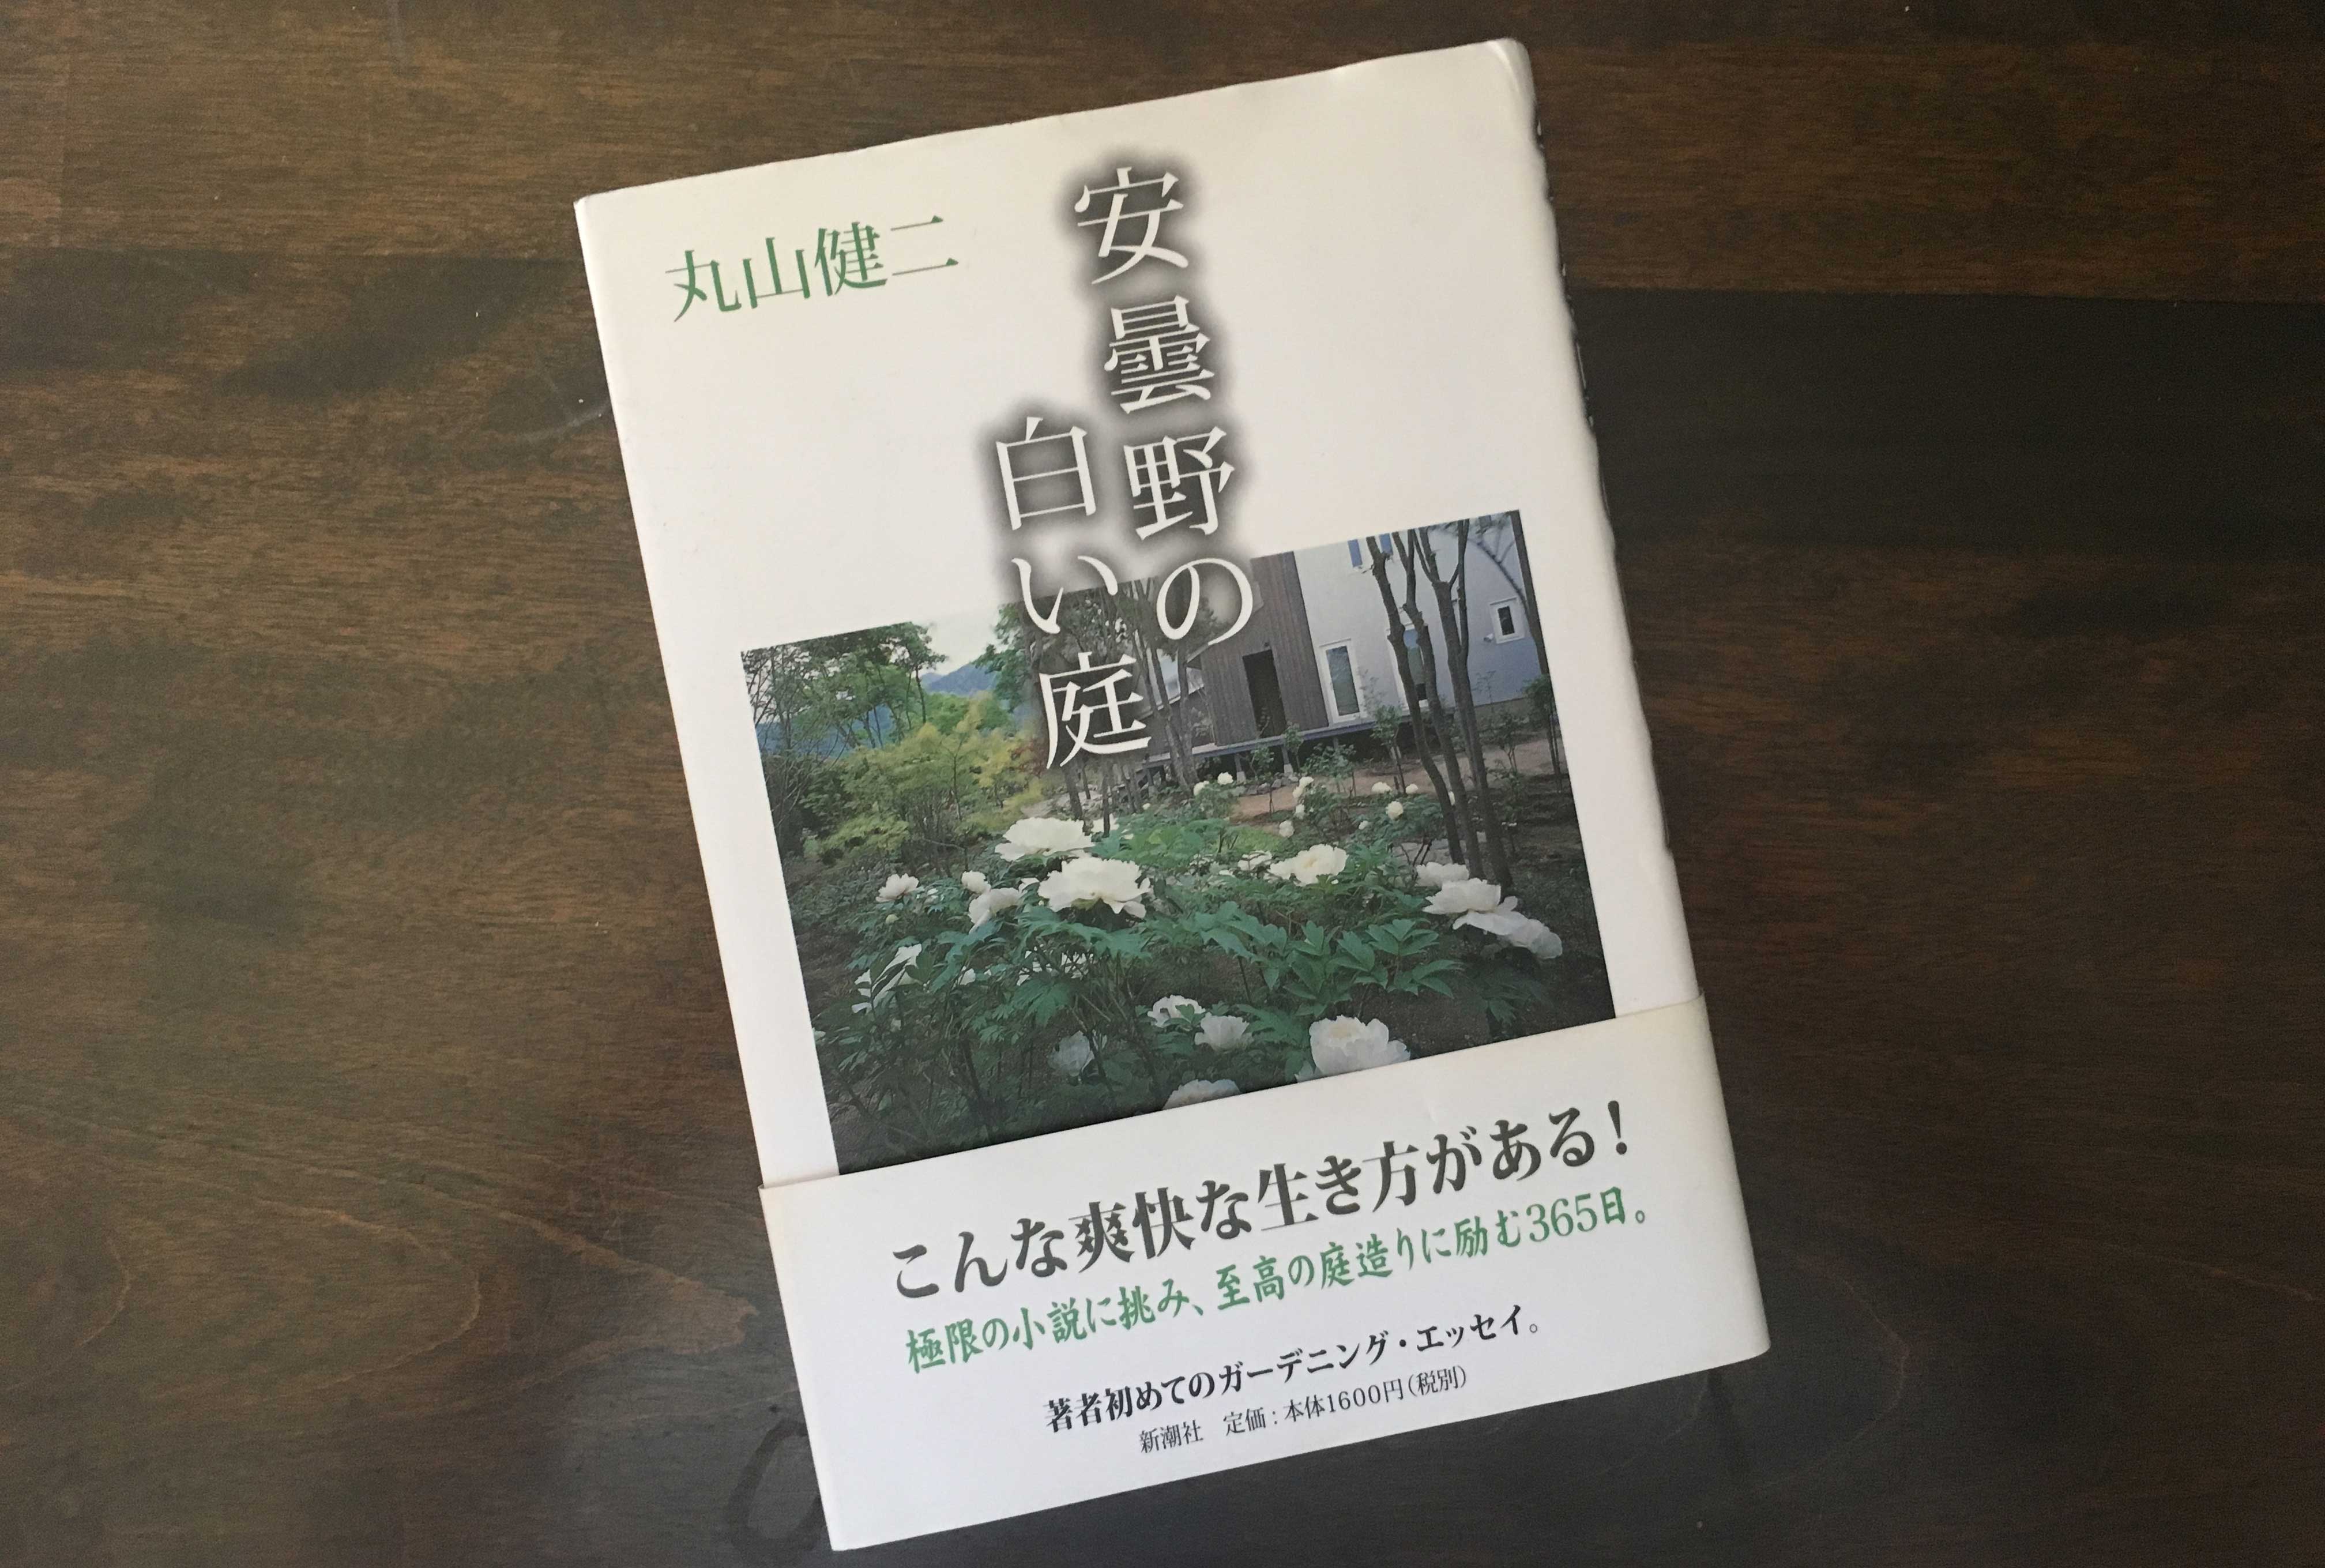 丸山健二
安曇野の
白い庭
こんな爽快な生き方がある！
極限の小説に挑み、至高の庭造りに励む365日。
著者初めてのガーデニング・エッセイ。
新潮社　定価：本体1600円（税別）